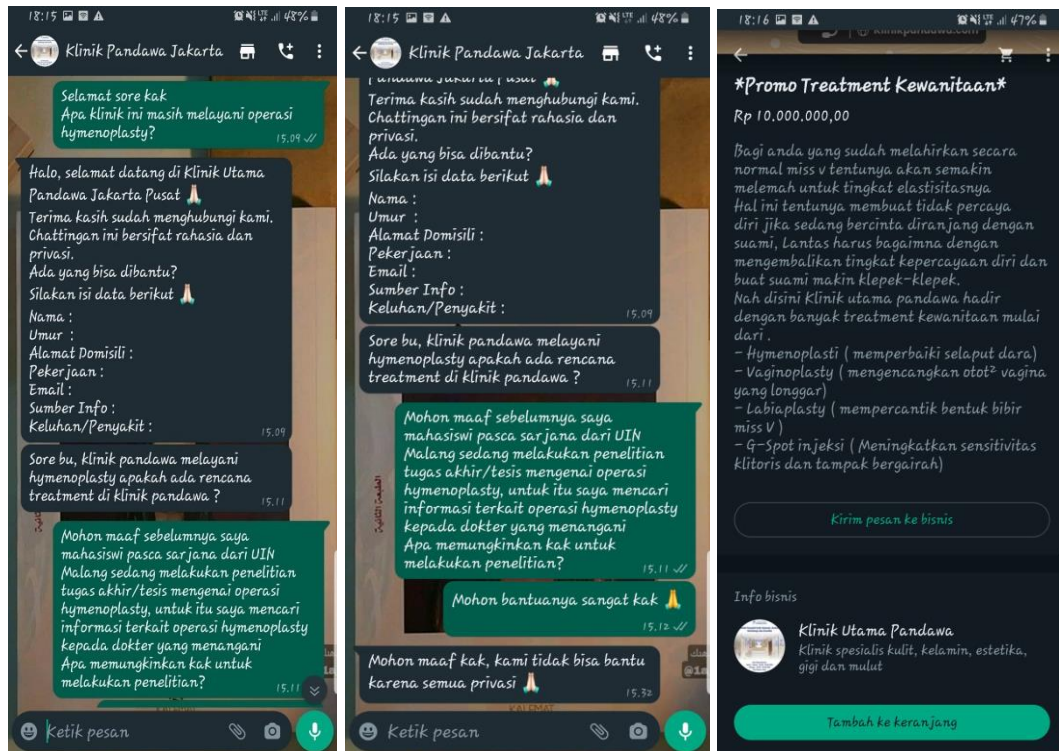 18:15
48%
Klinik Pandawa Jakarta
Selamat sore kak
Apa klinik ini masih melayani operasi
hymenoplasty?
15.09
Halo, selamat datang di Klinik Utama
Pandawa Jakarta Pusat 🙏🏻
Terima kasih sudah menghubungi kami.
Chattingan ini bersifat rahasia dan
privasi.
Ada yang bisa dibantu?
Silakan isi data berikut 🙏🏻
Nama :
Umur :
Alamat Domisili :
Pekerjaan :
Email :
Sumber Info :
Keluhan/Penyakit :
15.09
Sore bu, klinik pandawa melayani
hymenoplasty apakah ada rencana
treatment di klinik pandawa ?
15.11
Mohon maaf sebelumnya saya
mahasiswi pasca sarjana dari UIN
Malang sedang melakukan penelitian
tugas akhir/tesis mengenai operasi
hymenoplasty, untuk itu saya mencari
informasi terkait operasi hymenoplasty
kepada dokter yang menangani
Apa memungkinkan kak untuk
melakukan penelitian?
15.11
Ketik pesan
18:15
48%
Klinik Pandawa Jakarta
Pandawa Jakarta Pusat 🙏🏻
Terima kasih sudah menghubungi kami.
Chattingan ini bersifat rahasia dan
privasi.
Ada yang bisa dibantu?
Silakan isi data berikut 🙏🏻
Nama :
Umur :
Alamat Domisili :
Pekerjaan :
Email :
Sumber Info :
Keluhan/Penyakit :
15.09
Sore bu, klinik pandawa melayani
hymenoplasty apakah ada rencana
treatment di klinik pandawa ?
15.11
الطبعة الثانية
Mohon maaf sebelumnya saya
mahasiswi pasca sarjana dari UIN
Malang sedang melakukan penelitian
tugas akhir/tesis mengenai operasi
hymenoplasty, untuk itu saya mencari
informasi terkait operasi hymenoplasty
kepada dokter yang menangani
Apa memungkinkan kak untuk
melakukan penelitian?
15.11
Mohon bantuanya sangat kak 🙏
15.12
Mohon maaf kak, kami tidak bisa bantu
karena semua privasi 🙏🏻
15.32
KALEMAT
Ketik pesan
18:16
47%
klinikpandawa.com
*Promo Treatment Kewanitaan*
Rp 10.000.000,00
Bagi anda yang sudah melahirkan secara
normal miss v tentunya akan semakin
melemah untuk tingkat elastisitasnya
Hal ini tentunya membuat tidak percaya
diri jika sedang bercinta diranjang dengan
suami, Lantas harus bagaimna dengan
mengembalikan tingkat kepercayaan diri dan
buat suami makin klepek-klepek.
Nah disini Klinik utama pandawa hadir
dengan banyak treatment kewanitaan mulai
dari .
- Hymenoplasti ( memperbaiki selaput dara)
- Vaginoplasty ( mengencangkan otot² vagina
yang longgar)
- Labiaplasty ( mempercantik bentuk bibir
miss V )
- G-Spot injeksi ( Meningkatkan sensitivitas
klitoris dan tampak bergairah)
Kirim pesan ke bisnis
Info bisnis
Klinik Utama Pandawa
Klinik spesialis kulit, kelamin, estetika,
gigi dan mulut
Tambah ke keranjang